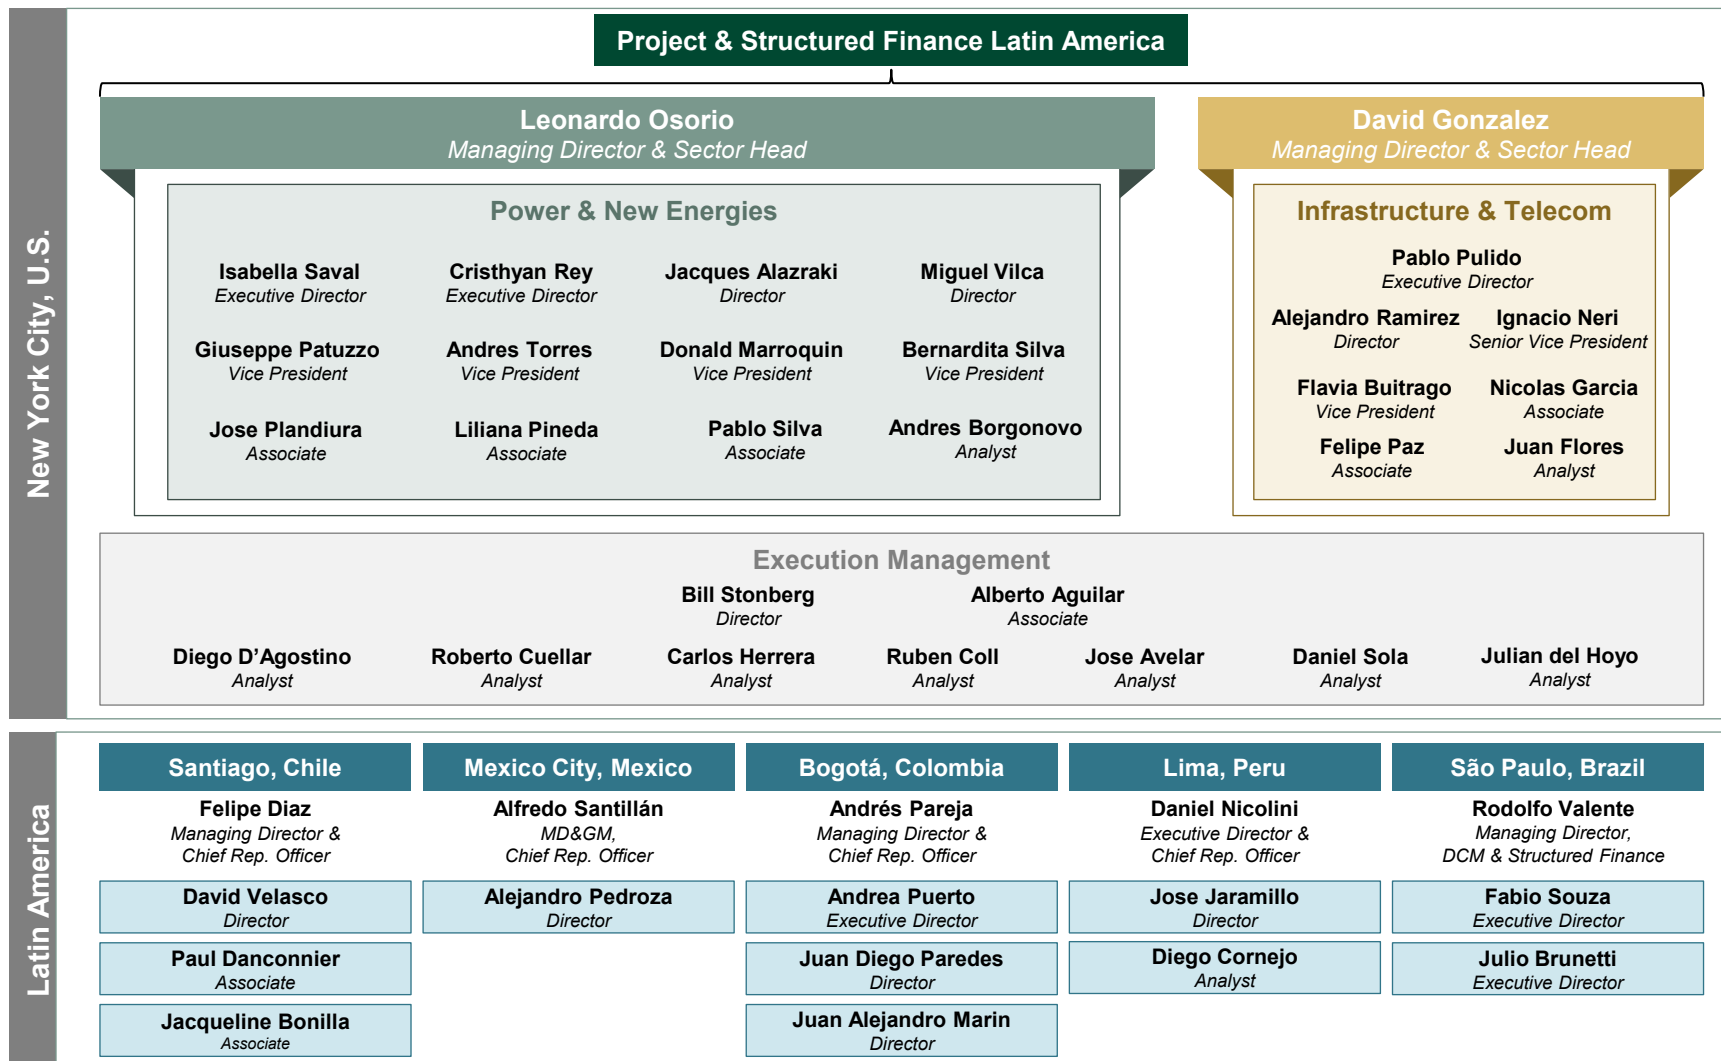 Project & Structured Finance Latin America
New York City, U.S.
Leonardo Osorio
Managing Director & Sector Head
Power & New Energies
Isabella Saval
Executive Director
Cristhyan Rey
Executive Director
Jacques Alazraki
Director
Miguel Vilca
Director
Giuseppe Patuzzo
Vice President
Andres Torres
Vice President
Donald Marroquin
Vice President
Bernardita Silva
Vice President
Jose Plandiura
Associate
Liliana Pineda
Associate
Pablo Silva
Associate
Andres Borgonovo
Analyst
David Gonzalez
Managing Director & Sector Head
Infrastructure & Telecom
Pablo Pulido
Executive Director
Alejandro Ramirez
Director
Ignacio Neri
Senior Vice President
Flavia Buitrago
Vice President
Nicolas Garcia
Associate
Felipe Paz
Associate
Juan Flores
Analyst
Execution Management
Bill Stonberg
Director
Alberto Aguilar
Associate
Diego D’Agostino
Analyst
Roberto Cuellar
Analyst
Carlos Herrera
Analyst
Ruben Coll
Analyst
Jose Avelar
Analyst
Daniel Sola
Analyst
Julian del Hoyo
Analyst
Latin America
Santiago, Chile
Felipe Diaz
Managing Director &
Chief Rep. Officer
David Velasco
Director
Paul Danconnier
Associate
Jacqueline Bonilla
Associate
Mexico City, Mexico
Alfredo Santillán
MD&GM,
Chief Rep. Officer
Alejandro Pedroza
Director
Bogotá, Colombia
Andrés Pareja
Managing Director &
Chief Rep. Officer
Andrea Puerto
Executive Director
Juan Diego Paredes
Director
Juan Alejandro Marin
Director
Lima, Peru
Daniel Nicolini
Executive Director &
Chief Rep. Officer
Jose Jaramillo
Director
Diego Cornejo
Analyst
São Paulo, Brazil
Rodolfo Valente
Managing Director,
DCM & Structured Finance
Fabio Souza
Executive Director
Julio Brunetti
Executive Director